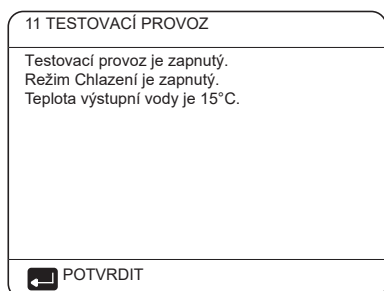 11 TESTOVACÍ PROVOZ
Testovací provoz je zapnutý.
Režim Chlazení je zapnutý.
Teplota výstupní vody je 15°C.
POTVRDIT